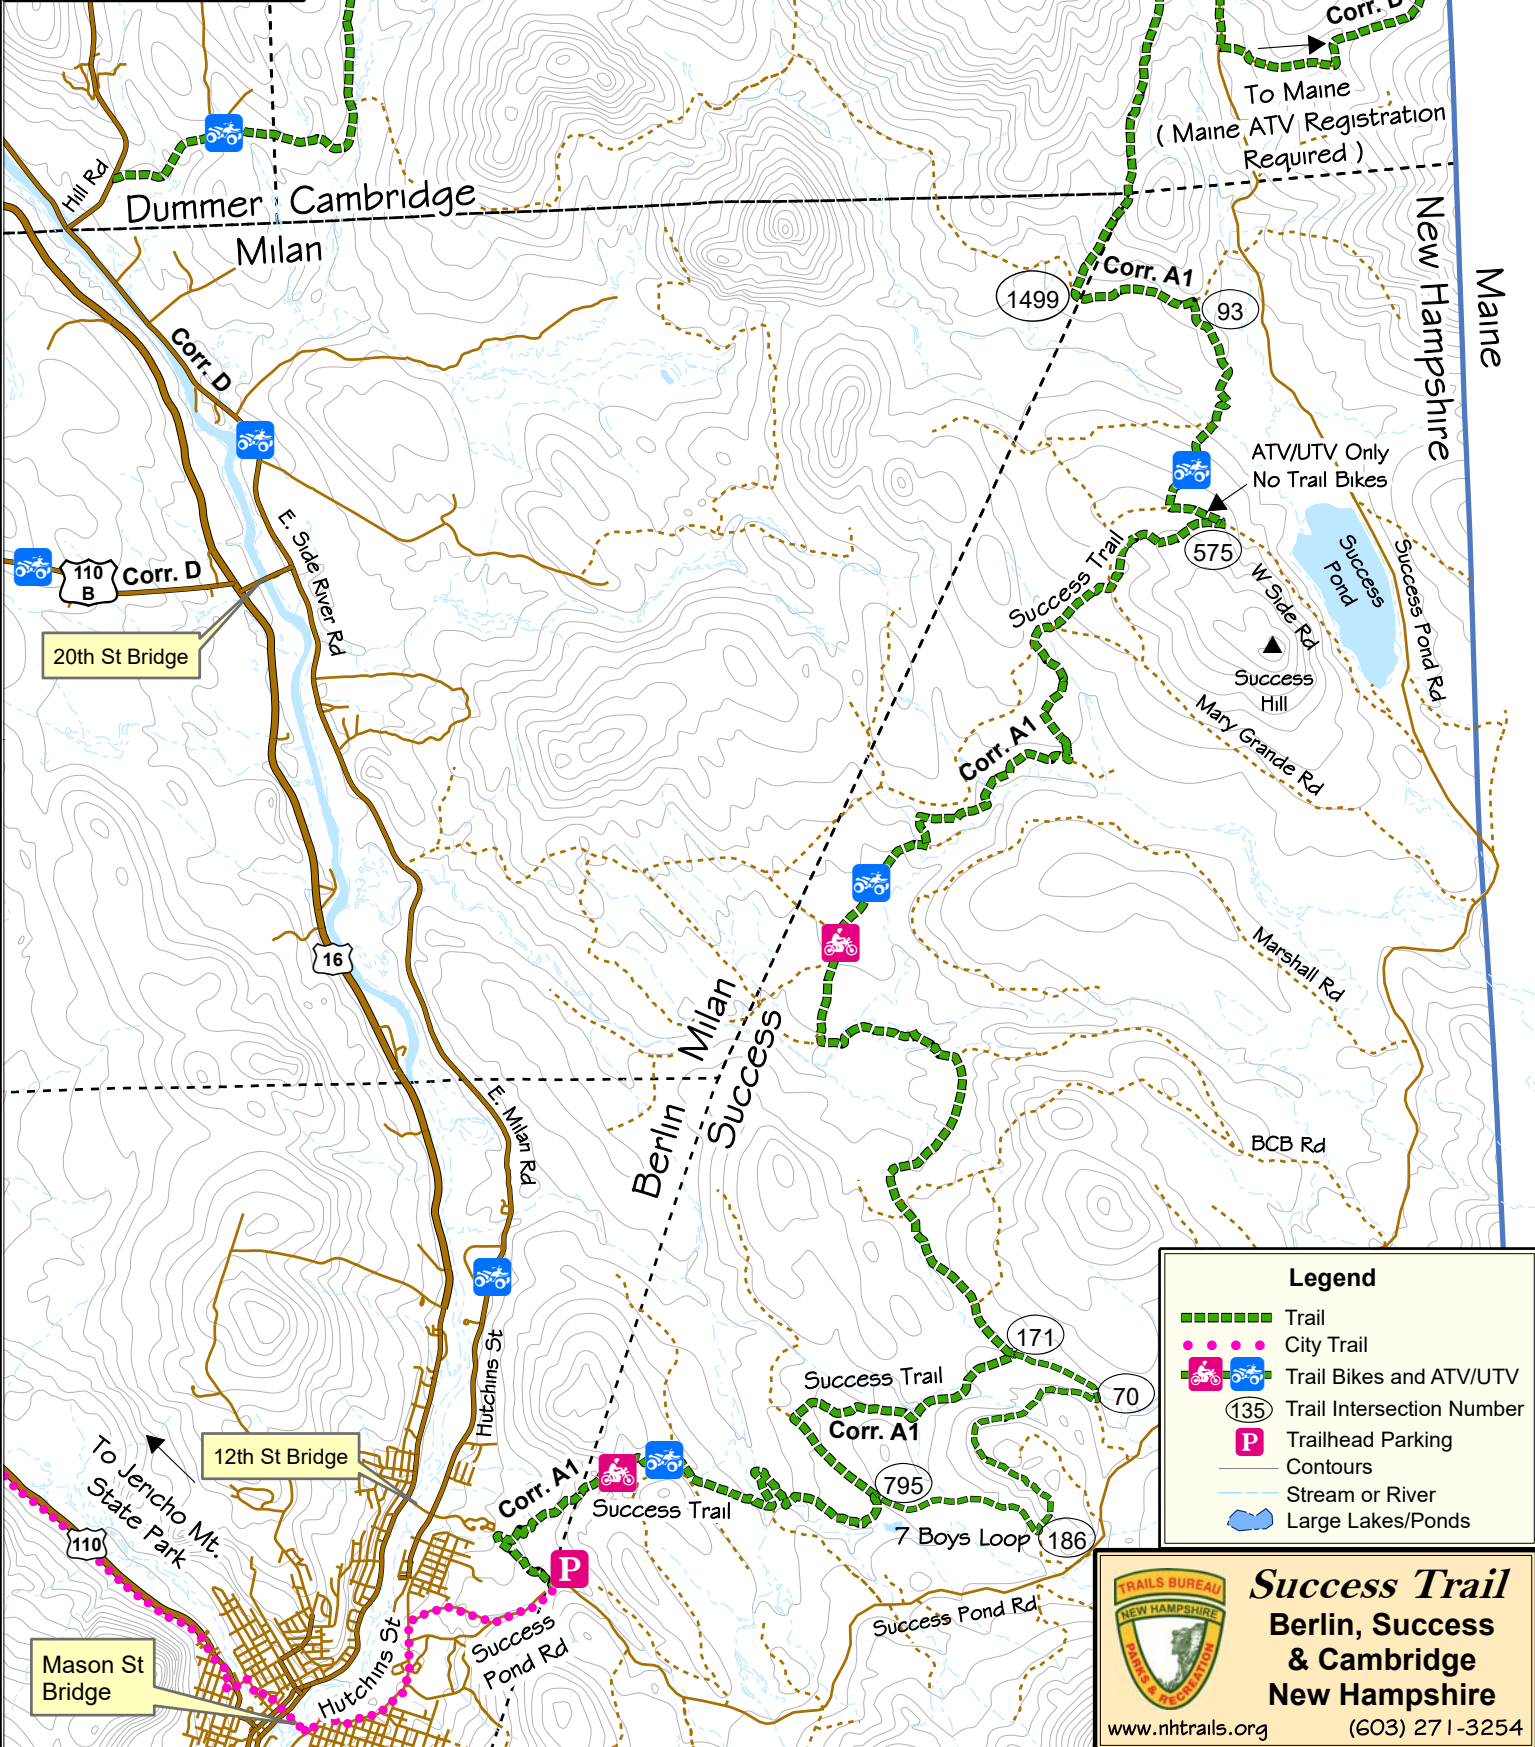 Corr. D
To Maine
( Maine ATV Registration
Required )
Hill Rd
Dummer
Cambridge
Milan
New Hampshire
Maine
1499
Corr. A1
93
Corr. D
ATV/UTV Only
No Trail Bikes
E. Side River Rd
110
B
Corr. D
20th St Bridge
575
Success Trail
W Side Rd
Success
Pond
Success Pond Rd
Success
Hill
Mary Grande Rd
Corr. A1
16
Marshall Rd
Milan
Success
Berlin
E. Milan Rd
BCB Rd
Hutchins St
171
70
Success Trail
Corr. A1
795
Corr. A1
Success Trail
7 Boys Loop
186
12th St Bridge
To Jericho Mt.
State Park
110
P
Success Pond Rd
Success
Pond Rd
Hutchins St
Mason St
Bridge
Legend
Trail
City Trail
Trail Bikes and ATV/UTV
135
Trail Intersection Number
P
Trailhead Parking
Contours
Stream or River
Large Lakes/Ponds
TRAILS BUREAU
NEW HAMPSHIRE
PARKS & RECREATION
Success Trail
Berlin, Success
& Cambridge
New Hampshire
www.nhtrails.org
(603) 271-3254